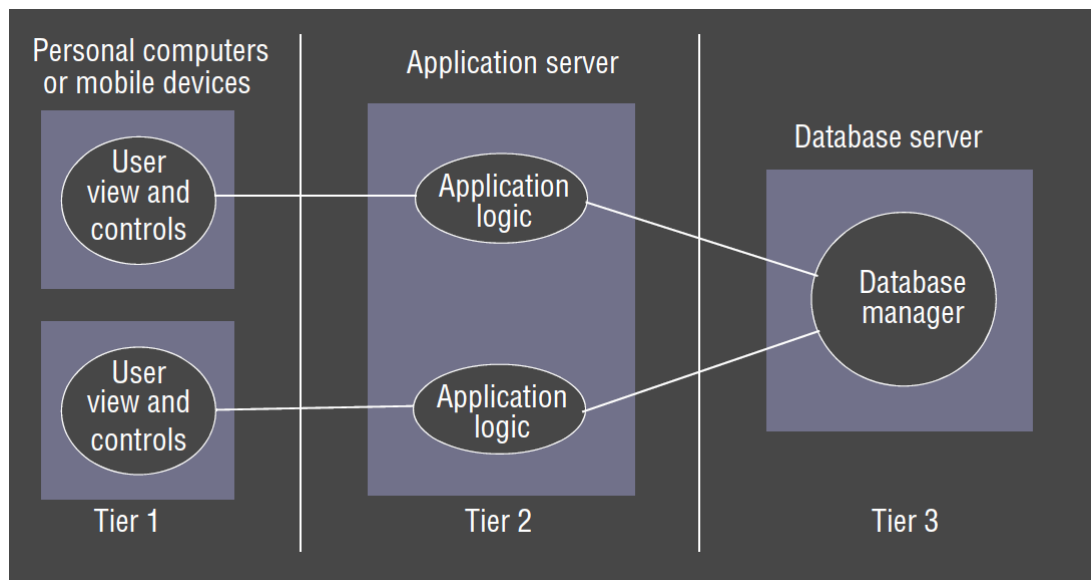 Personal computers
or mobile devices
User
view and
controls
User
view and
controls
Tier 1
Application server
Application
logic
Application
logic
Tier 2
Database server
Database
manager
Tier 3